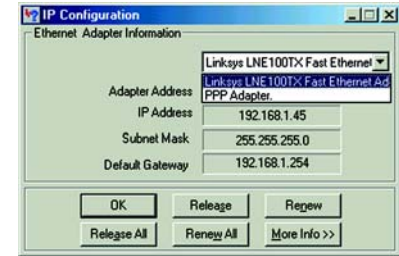 IP Configuration
Ethernet Adapter Information
Linksys LNE100TX Fast Ethernet
Linksys LNE100TX Fast Ethernet Ad
PPP Adapter.
Adapter Address
IP Address 192.168.1.45
Subnet Mask 255.255.255.0
Default Gateway 192.168.1.254
OK Release Renew
Release All Renew All More Info >>